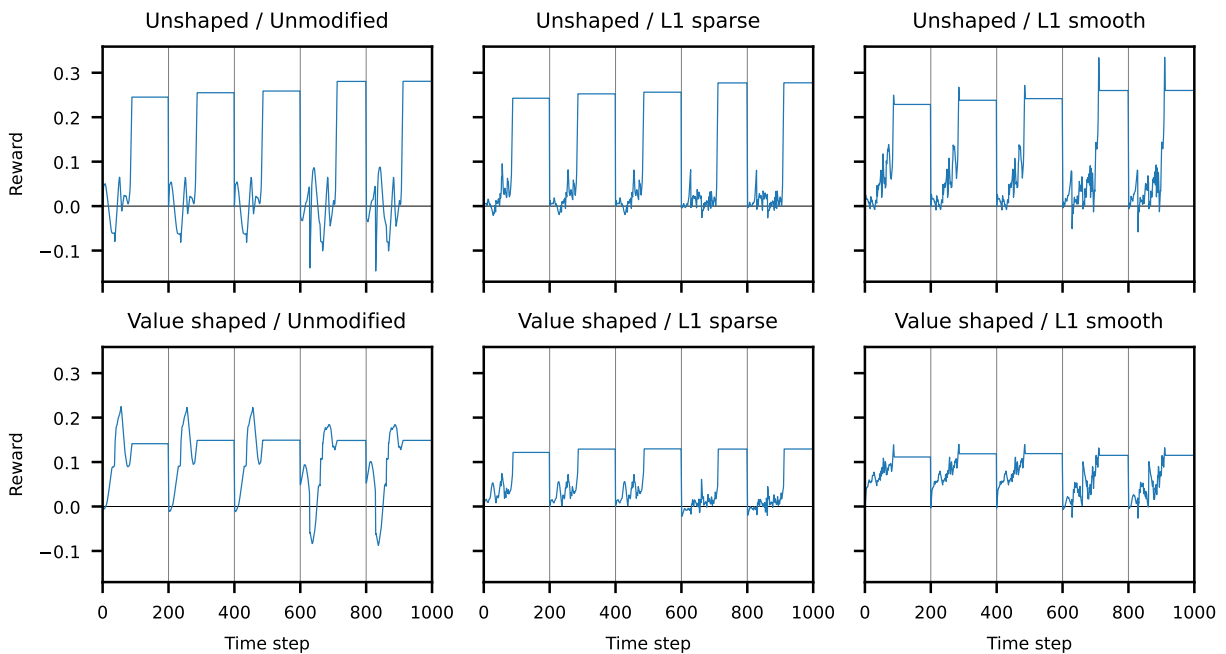 Unshaped / Unmodified
Unshaped / L1 sparse
Unshaped / L1 smooth
Reward
0.3
0.2
0.1
0.0
−0.1
Value shaped / Unmodified
Value shaped / L1 sparse
Value shaped / L1 smooth
Reward
0.3
0.2
0.1
0.0
−0.1
0 200 400 600 800 1000
0 200 400 600 800 1000
0 200 400 600 800 1000
Time step
Time step
Time step